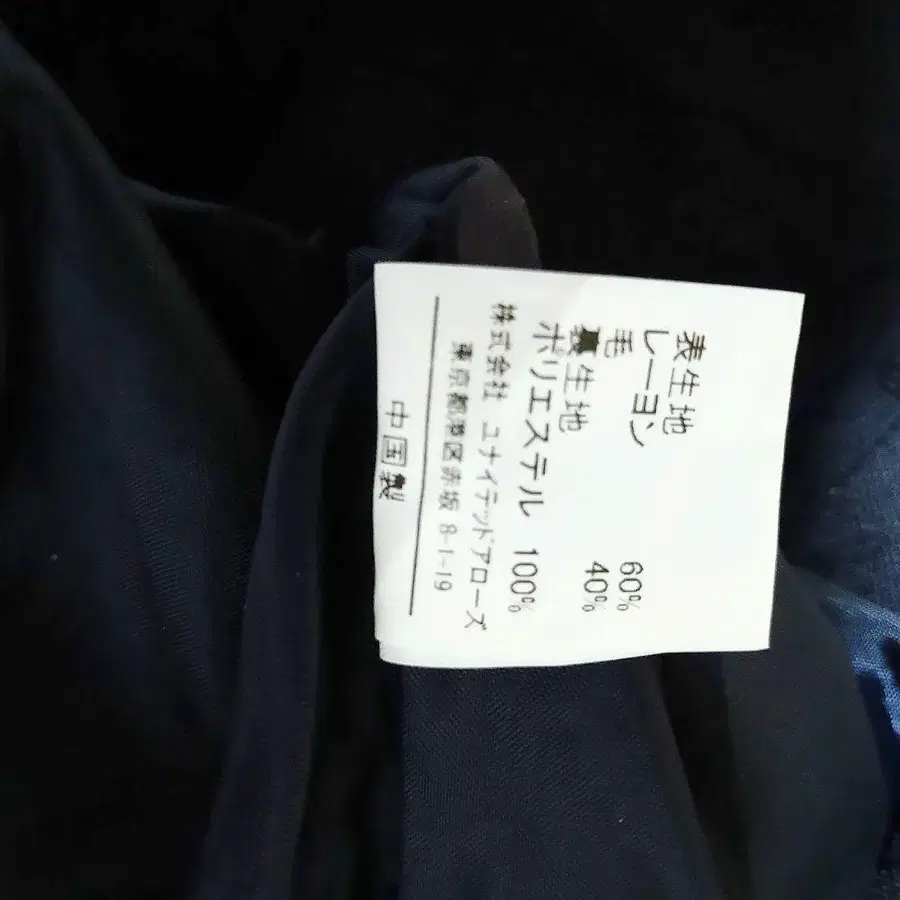 表生地
レーヨン 60%
毛 40%
裏生地
ポリエステル 100%
株式会社 ユナイテッドアローズ
東京都港区赤坂 8-1-19
中国製